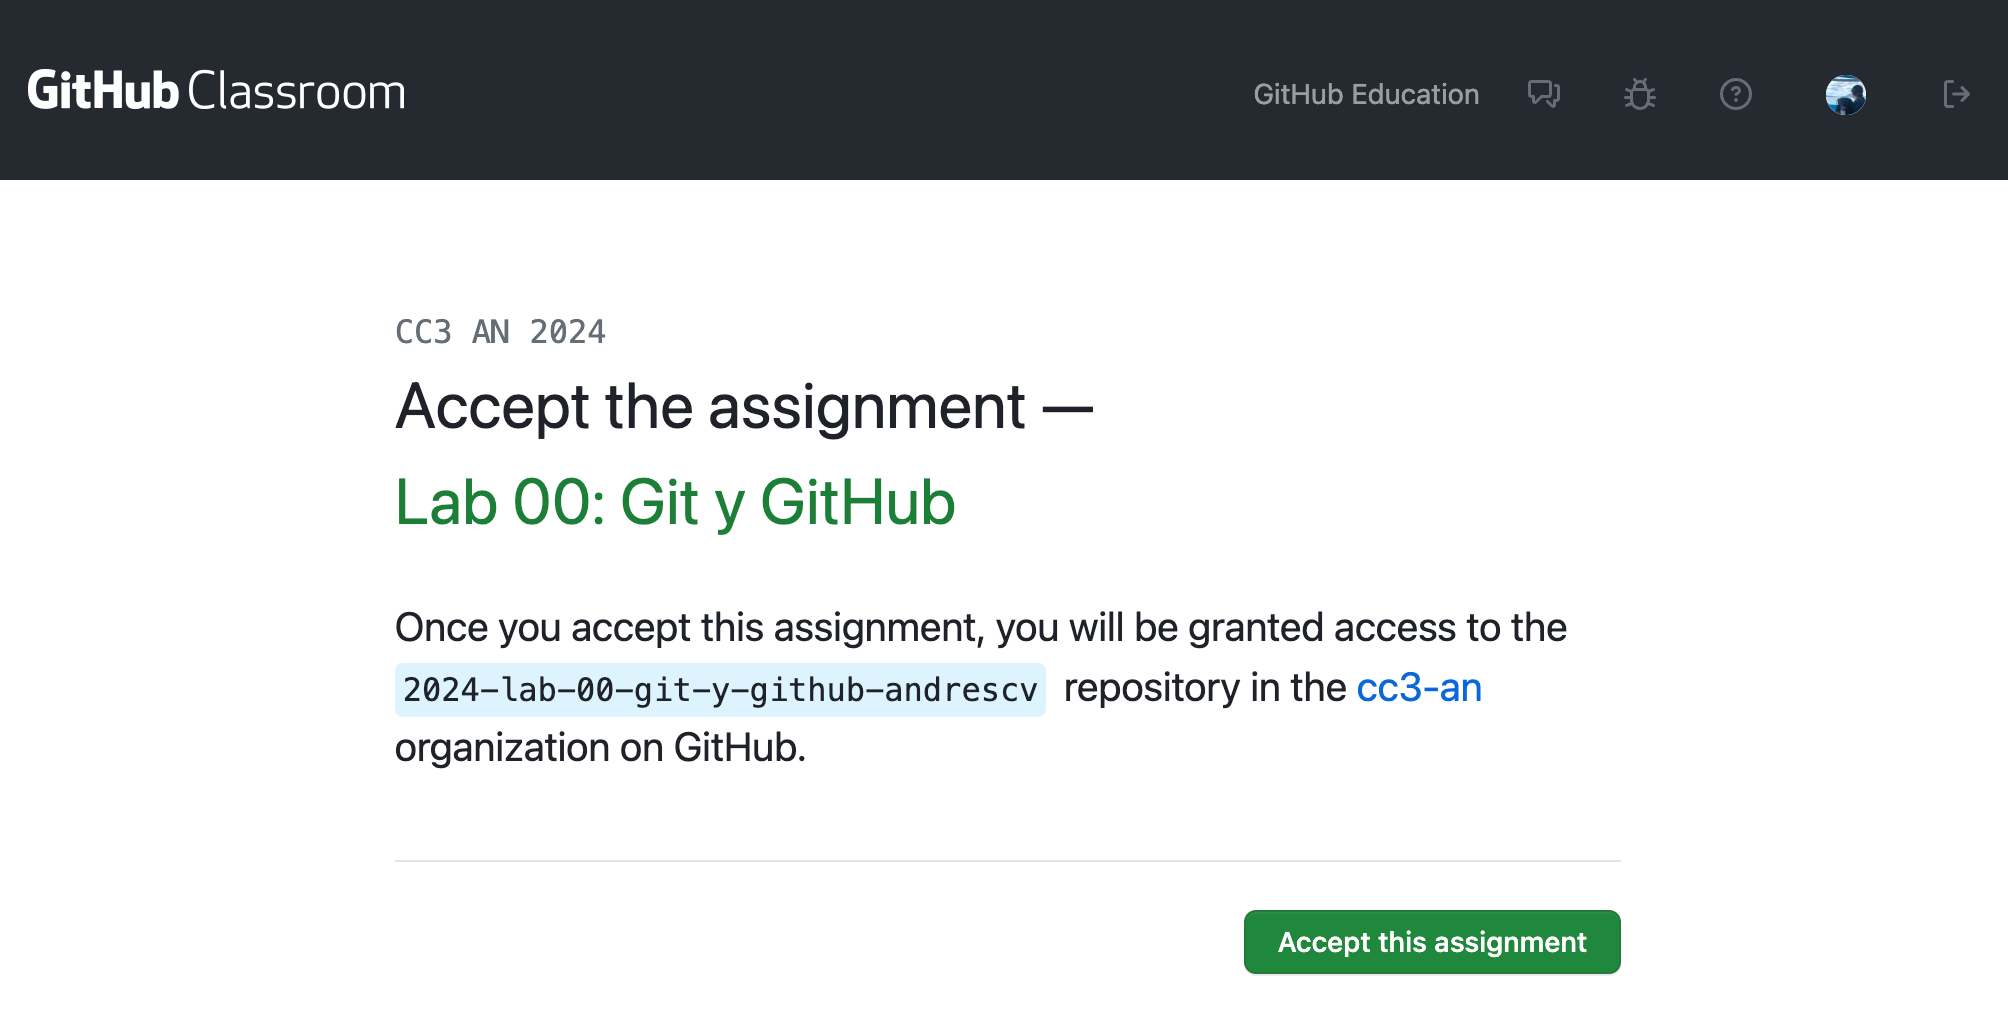 GitHub Classroom
GitHub Education
CC3 AN 2024
Accept the assignment —
Lab 00: Git y GitHub
Once you accept this assignment, you will be granted access to the
2024-lab-00-git-y-github-andrescv repository in the cc3-an
organization on GitHub.
Accept this assignment